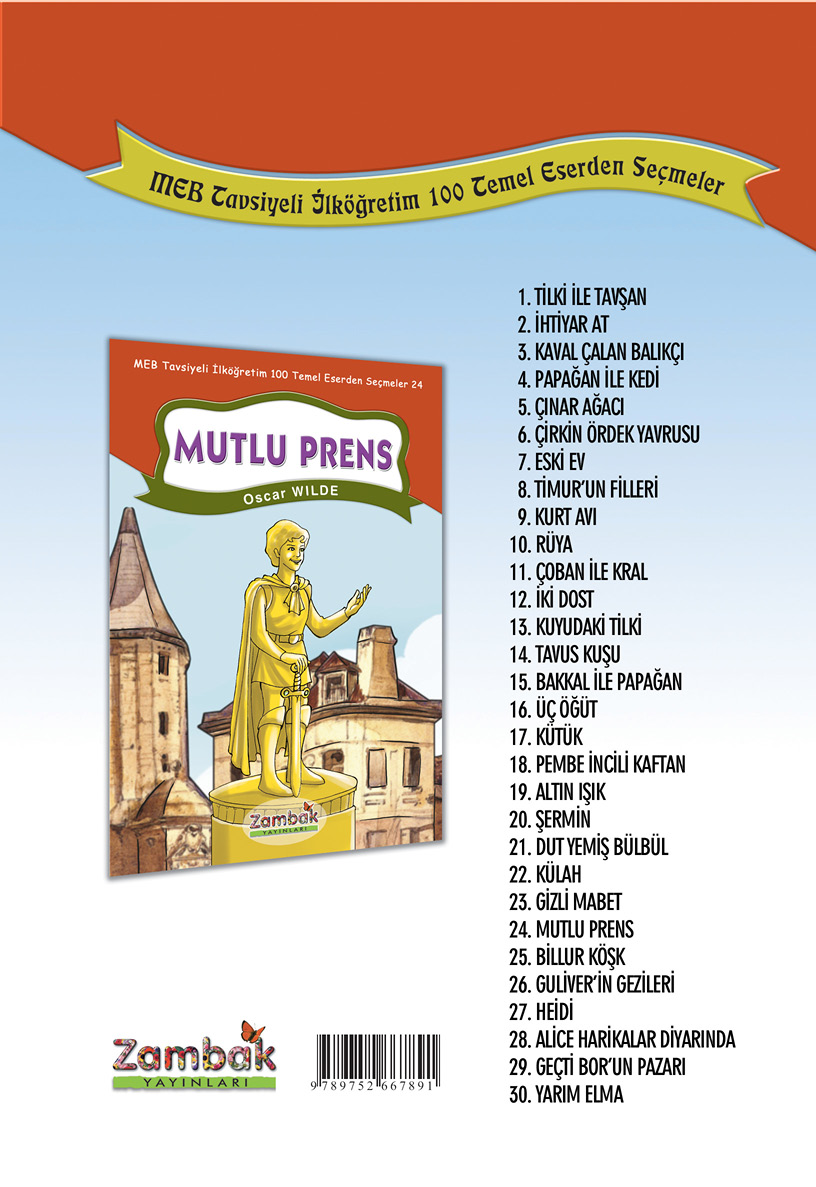 MEB Tavsiyeli İlköğretim 100 Temel Eserden Seçmeler
MEB Tavsiyeli İlköğretim 100 Temel Eserden Seçmeler 24
MUTLU PRENS
Oscar WILDE
Zambak
YAYINLARI
1. TİLKİ İLE TAVŞAN
2. İHTİYAR AT
3. KAVAL ÇALAN BALIKÇI
4. PAPAĞAN İLE KEDİ
5. ÇINAR AĞACI
6. ÇİRKİN ÖRDEK YAVRUSU
7. ESKİ EV
8. TİMUR'UN FİLLERİ
9. KURT AVI
10. RÜYA
11. ÇOBAN İLE KRAL
12. İKİ DOST
13. KUYUDAKİ TİLKİ
14. TAVUS KUŞU
15. BAKKAL İLE PAPAĞAN
16. ÜÇ ÖĞÜT
17. KÜTÜK
18. PEMBE İNCİLİ KAFTAN
19. ALTIN IŞIK
20. ŞERMİN
21. DUT YEMİŞ BÜLBÜL
22. KÜLAH
23. GİZLİ MABET
24. MUTLU PRENS
25. BİLLUR KÖŞK
26. GULİVER'İN GEZİLERİ
27. HEİDİ
28. ALICE HARİKALAR DİYARINDA
29. GEÇTİ BOR'UN PAZARI
30. YARIM ELMA
Zambak
YAYINLARI
9 789752 667891